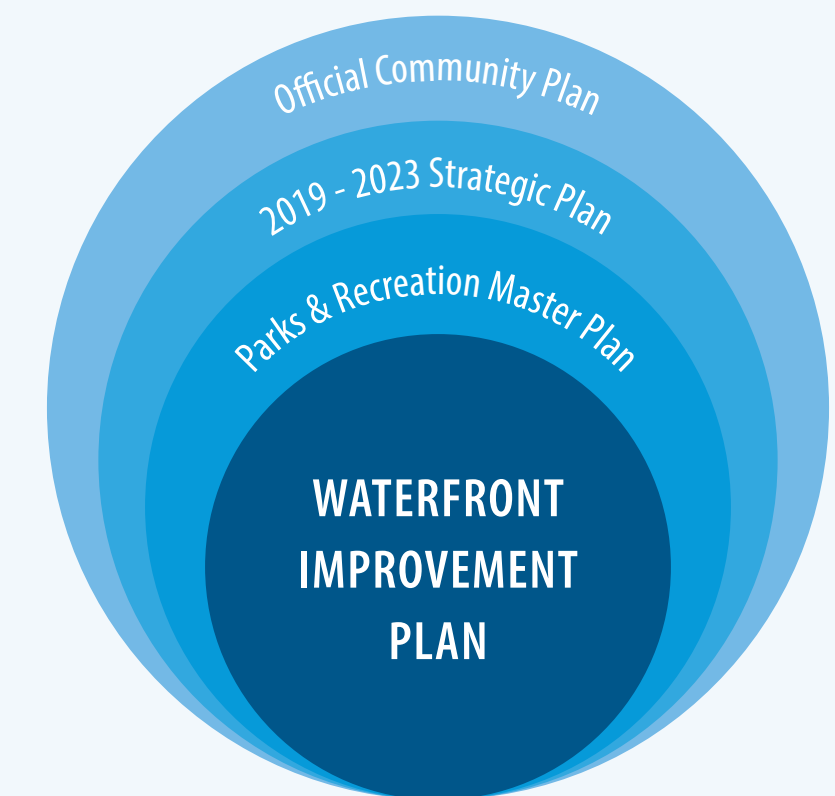 Official Community Plan
2019 - 2023 Strategic Plan
Parks & Recreation Master Plan
WATERFRONT
IMPROVEMENT
PLAN